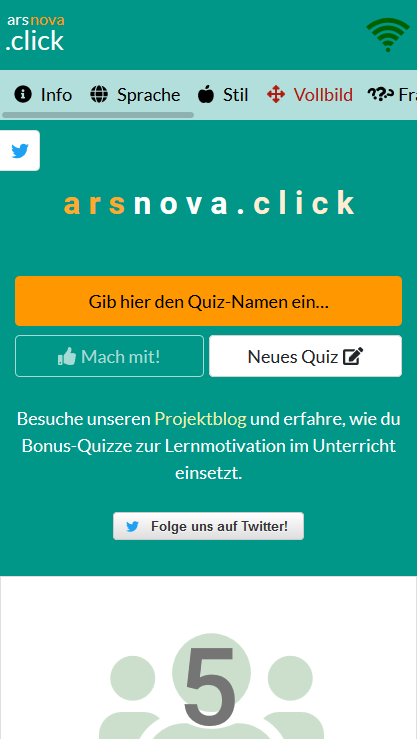 arsnova
.click
Info Sprache Stil Vollbild Fra
arsnova.click
Gib hier den Quiz-Namen ein...
Mach mit! Neues Quiz
Besuche unseren Projektblog und erfahre, wie du
Bonus-Quizze zur Lernmotivation im Unterricht
einsetzt.
Folge uns auf Twitter!
5